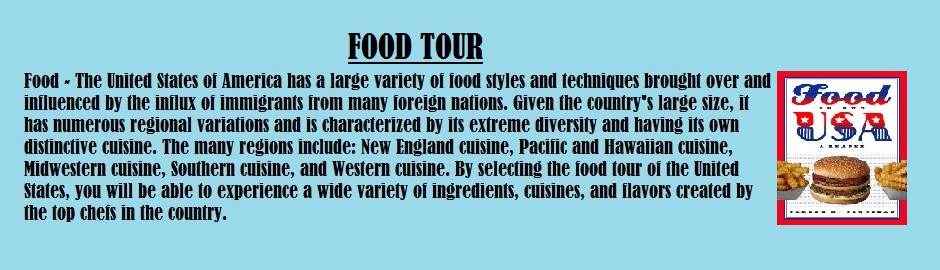 FOOD TOUR
Food - The United States of America has a large variety of food styles and techniques brought over and
influenced by the influx of immigrants from many foreign nations. Given the country"s large size, it
has numerous regional variations and is characterized by its extreme diversity and having its own
distinctive cuisine. The many regions include: New England cuisine, Pacific and Hawaiian cuisine,
Midwestern cuisine, Southern cuisine, and Western cuisine. By selecting the food tour of the United
States, you will be able to experience a wide variety of ingredients, cuisines, and flavors created by
the top chefs in the country.
Food
USA
A READER